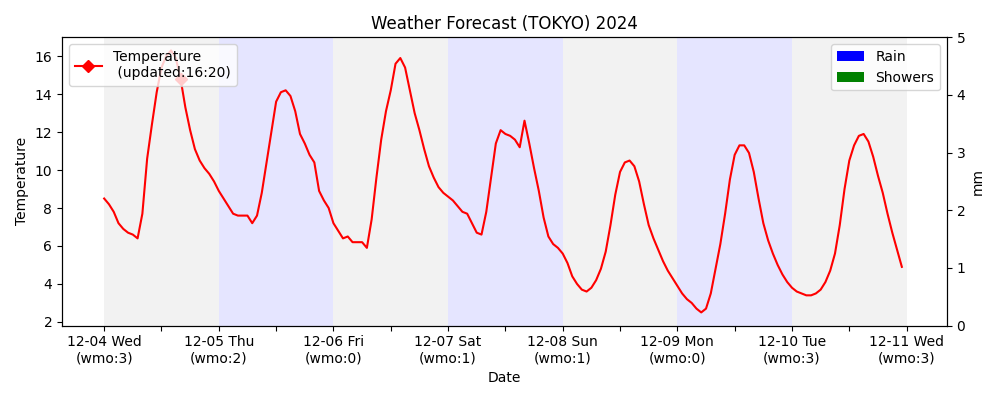 Weather Forecast (TOKYO) 2024
Temperature
(updated:16:20)
Rain
Showers
16
14
12
10
8
6
4
2
Temperature
5
4
3
2
1
0
mm
12-04 Wed
(wmo:3)
12-05 Thu
(wmo:2)
12-06 Fri
(wmo:0)
12-07 Sat
(wmo:1)
12-08 Sun
(wmo:1)
12-09 Mon
(wmo:0)
12-10 Tue
(wmo:3)
12-11 Wed
(wmo:3)
Date